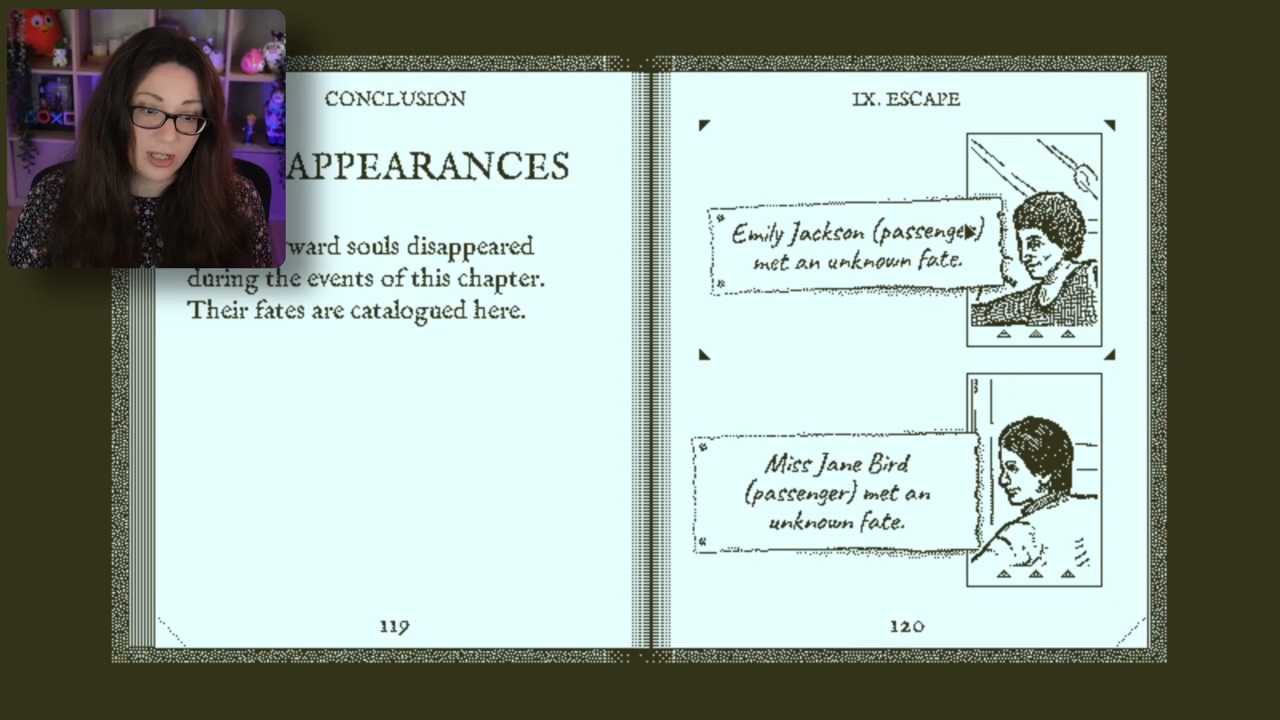 CONCLUSION
APPEARANCES
ward souls disappeared
during the events of this chapter.
Their fates are catalogued here.
119
IX. ESCAPE
Emily Jackson (passenger)
met an unknown fate.
Miss Jane Bird
(passenger) met an
unknown fate.
120